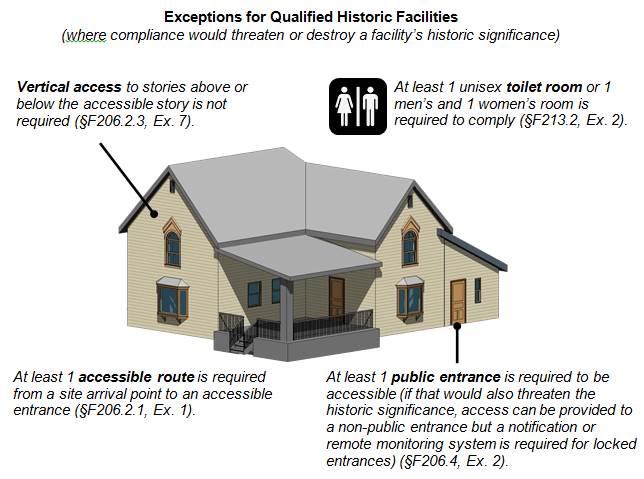 Exceptions for Qualified Historic Facilities
(where compliance would threaten or destroy a facility's historic significance)
Vertical access to stories above or
below the accessible story is not
required (§F206.2.3, Ex. 7).
At least 1 unisex toilet room or 1
men's and 1 women's room is
required to comply (§F213.2, Ex. 2).
At least 1 accessible route is required
from a site arrival point to an accessible
entrance (§F206.2.1, Ex. 1).
At least 1 public entrance is required to be
accessible (if that would also threaten the
historic significance, access can be provided to
a non-public entrance but a notification or
remote monitoring system is required for locked
entrances) (§F206.4, Ex. 2).